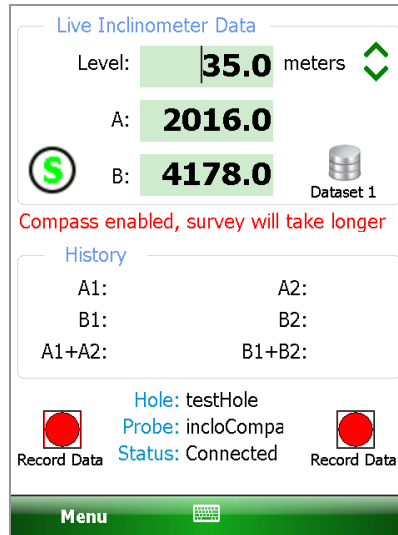 Live Inclinometer Data
Level: 35.0 meters
A: 2016.0
S
B: 4178.0
Dataset 1
Compass enabled, survey will take longer
History
A1: A2:
B1: B2:
A1+A2: B1+B2:
Hole: testHole
Probe: incloCompa
Status: Connected
Record Data Record Data
Menu